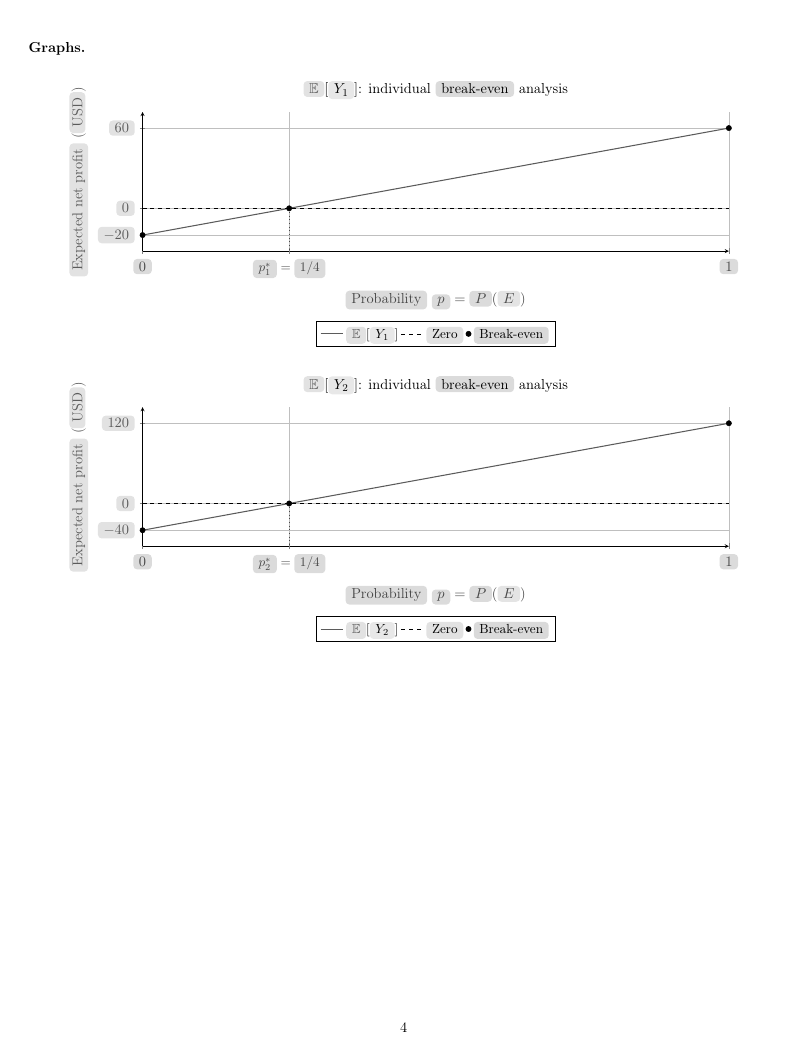 Graphs.
𝔼[Y₁]: individual break-even analysis
Expected net profit (USD)
60
0
−20
0
p₁* = 1/4
1
Probability p = P(E)
𝔼[Y₁] Zero Break-even
𝔼[Y₂]: individual break-even analysis
Expected net profit (USD)
120
0
−40
0
p₂* = 1/4
1
Probability p = P(E)
𝔼[Y₂] Zero Break-even
4